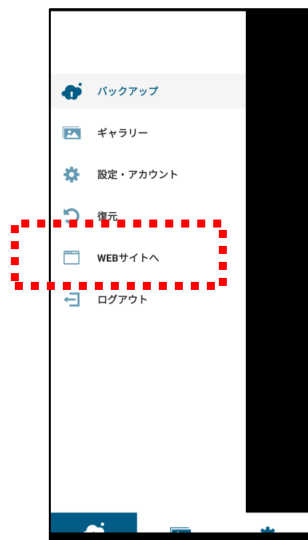 バックアップ
ギャラリー
設定・アカウント
復元
WEBサイトへ
ログアウト